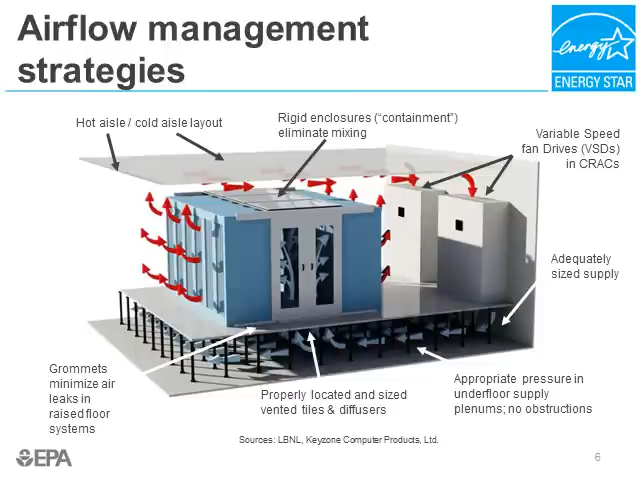 Airflow management
strategies
energy
ENERGY STAR
Hot aisle / cold aisle layout
Rigid enclosures (“containment”)
eliminate mixing
Variable Speed
fan Drives (VSDs)
in CRACs
Adequately
sized supply
Grommets
minimize air
leaks in
raised floor
systems
Properly located and sized
vented tiles & diffusers
Appropriate pressure in
underfloor supply
plenums; no obstructions
Sources: LBNL, Keyzone Computer Products, Ltd.
EPA
6